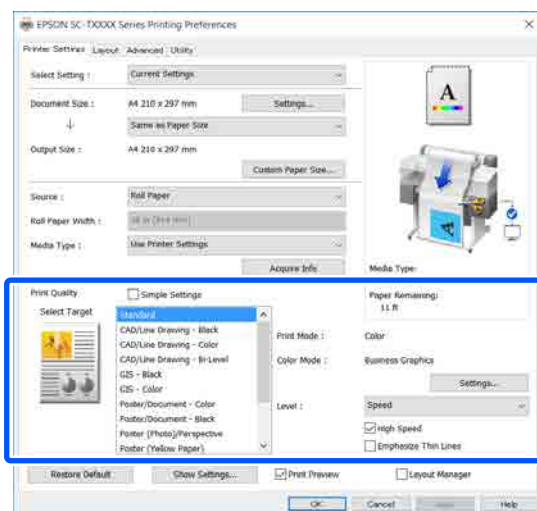 EPSON SC-TXXXX Series Printing Preferences
Printer Settings Layout Advanced Utility
Select Setting : Current Settings
Document Size : A4 210 x 297 mm Settings...
Same as Paper Size
Output Size : A4 210 x 297 mm
Custom Paper Size...
Source : Roll Paper
Roll Paper Width :
Media Type : Use Printer Settings
Acquire Info Media Type:
Print Quality Simple Settings Paper Remaining:
Select Target 11 ft
Standard
CAD/Line Drawing - Black Print Mode : Color
CAD/Line Drawing - Color
CAD/Line Drawing - Bi-Level Color Mode : Business Graphics
GIS - Black
GIS - Color Settings...
Poster/Document - Color Level : Speed
Poster/Document - Black
Poster (Photo)/Perspective High Speed
Poster (Yellow Paper) Emphasize Thin Lines
Restore Default Show Settings... Print Preview Layout Manager
OK Cancel Help
A